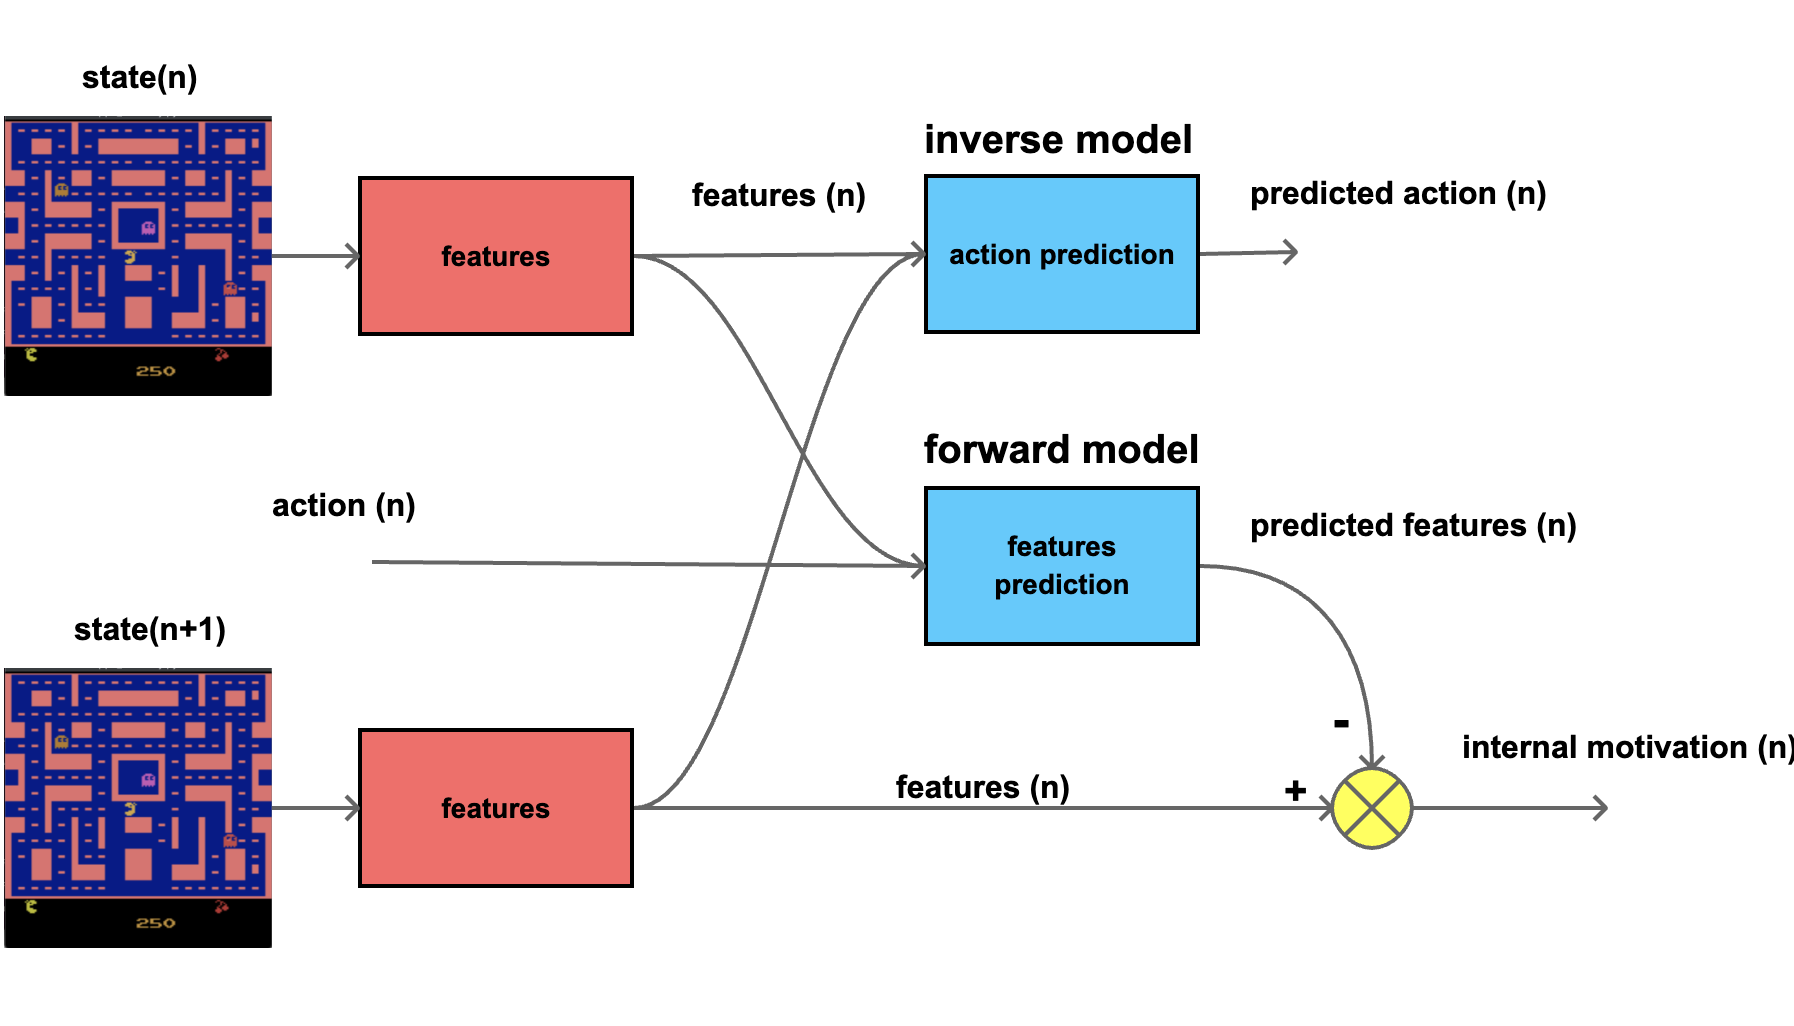 state(n)
250
features
features (n)
inverse model
action prediction
predicted action (n)
action (n)
forward model
features
prediction
predicted features (n)
state(n+1)
250
features
features (n)
-
+
internal motivation (n)